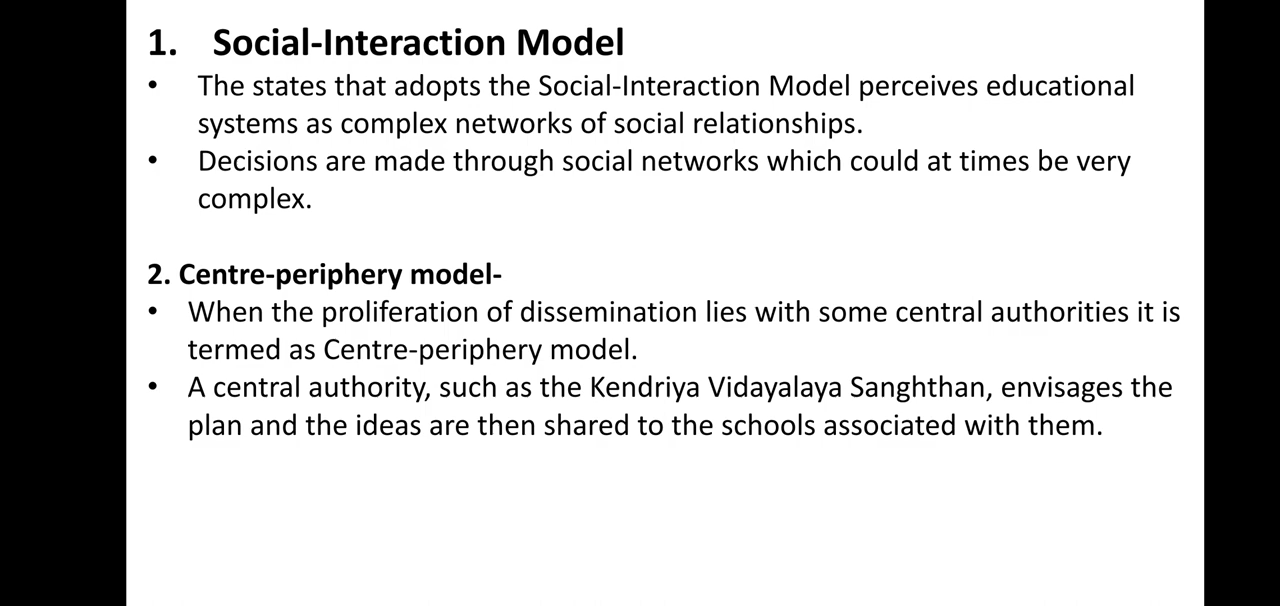 1. Social-Interaction Model
• The states that adopts the Social-Interaction Model perceives educational
systems as complex networks of social relationships.
• Decisions are made through social networks which could at times be very
complex.
2. Centre-periphery model-
• When the proliferation of dissemination lies with some central authorities it is
termed as Centre-periphery model.
• A central authority, such as the Kendriya Vidayalaya Sanghthan, envisages the
plan and the ideas are then shared to the schools associated with them.